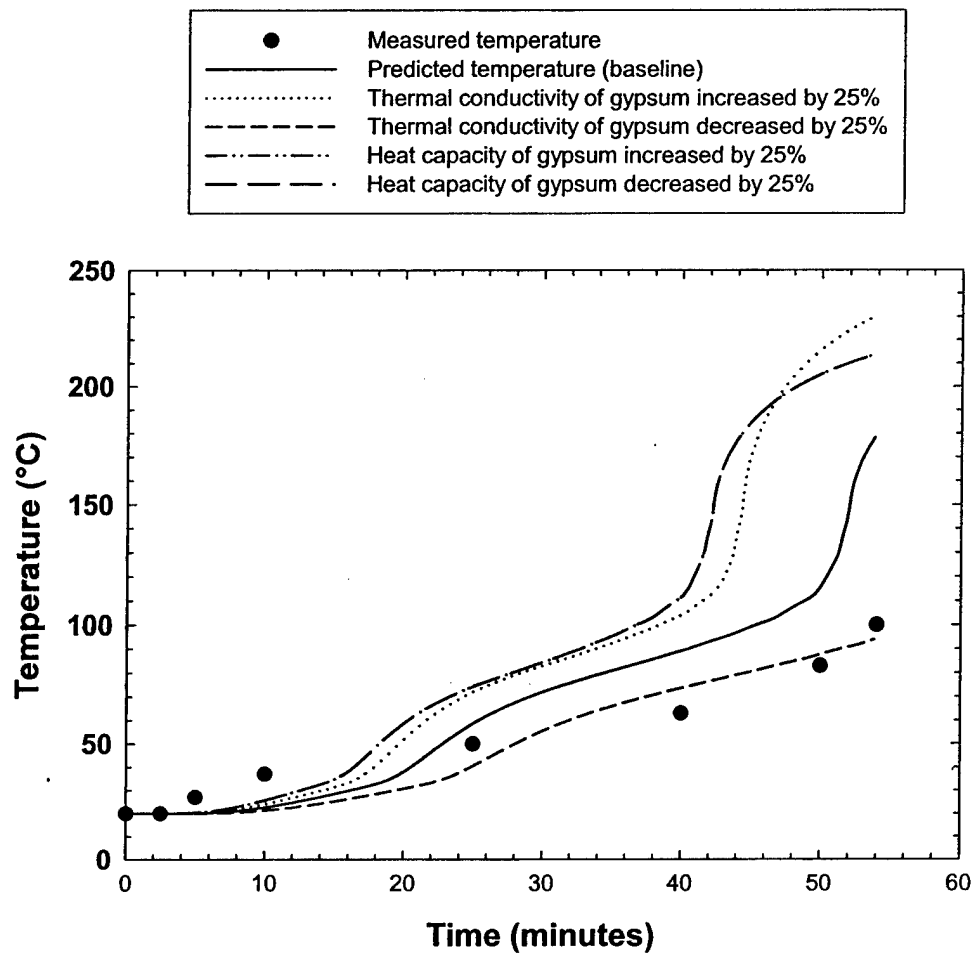 Measured temperature
Predicted temperature (baseline)
Thermal conductivity of gypsum increased by 25%
Thermal conductivity of gypsum decreased by 25%
Heat capacity of gypsum increased by 25%
Heat capacity of gypsum decreased by 25%
250
200
150
100
50
0
Temperature (°C)
0 10 20 30 40 50 60
Time (minutes)